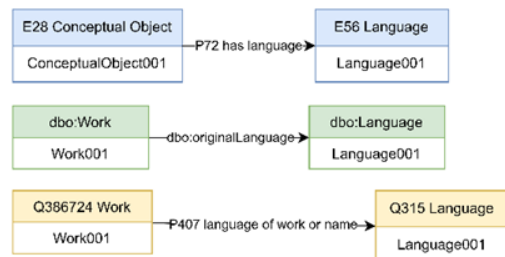 E28 Conceptual Object
P72 has language
E56 Language
ConceptualObject001
Language001
dbo:Work
dbo:originalLanguage
dbo:Language
Work001
Language001
Q386724 Work
P407 language of work or name
Q315 Language
Work001
Language001